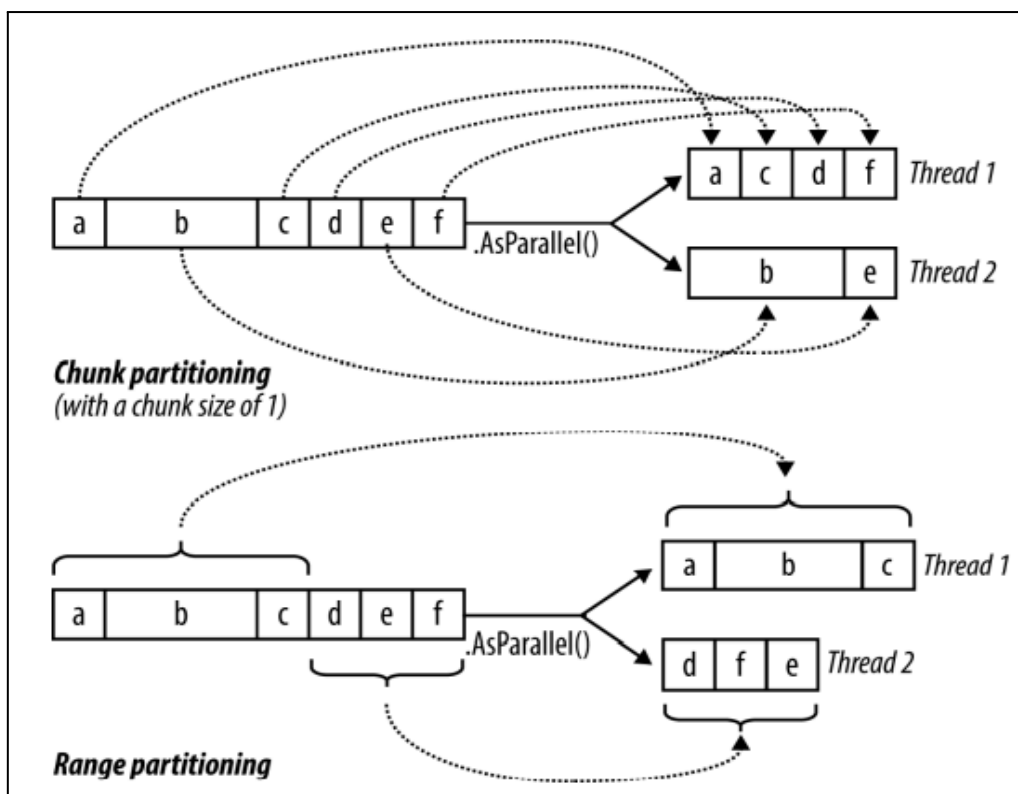 a c d f Thread 1
a b c d e f
.AsParallel()
b e Thread 2
Chunk partitioning
(with a chunk size of 1)
a b c Thread 1
a b c d e f
.AsParallel()
d f e Thread 2
Range partitioning